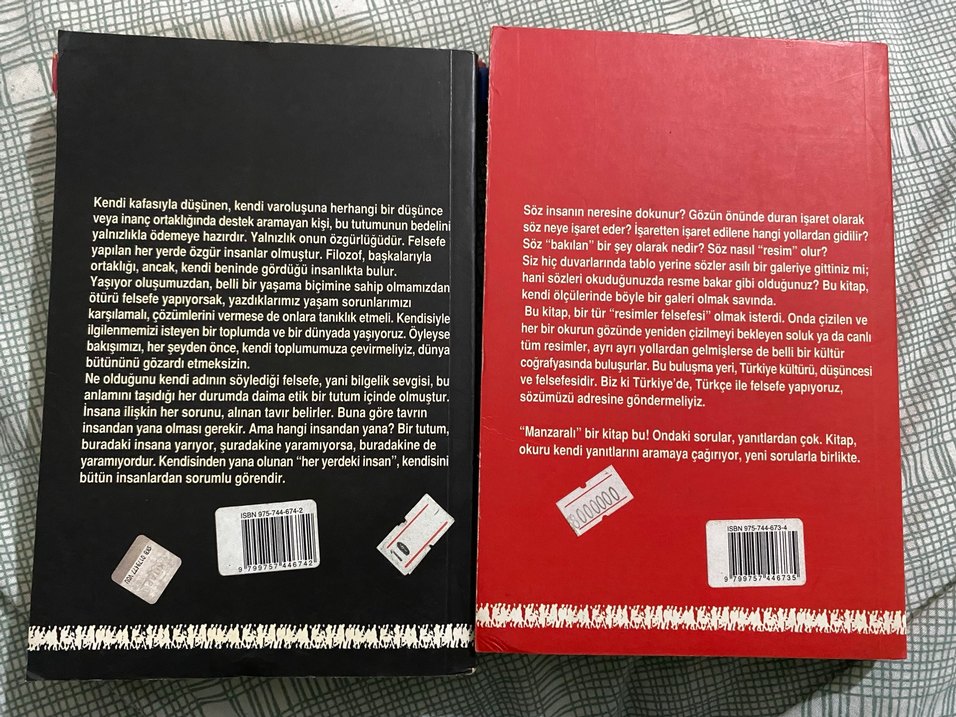 Kendi kafasıyla düşünen, kendi varoluşuna herhangi bir düşünce
veya inanç ortaklığında destek aramayan kişi, bu tutumunun bedelini
yalnızlıkla ödemeye hazırdır. Yalnızlık onun özgürlüğüdür. Felsefe
yapılan her yerde özgür insanlar olmuştur. Filozof, başkalarıyla
ortaklığı, ancak, kendi beninde gördüğü insanlıkta bulur.
Yaşıyor oluşumuzdan, belli bir yaşama biçimine sahip olmamızdan
ötürü felsefe yapıyorsak, yazdıklarımız yaşam sorunlarımızı
karşılamalı, çözümlerini vermese de onlara tanıklık etmeli. Kendisiyle
ilgilenmemizi isteyen bir toplumda ve bir dünyada yaşıyoruz. Öyleyse
bakışımızı, her şeyden önce, kendi toplumumuza çevirmeliyiz, dünya
bütününü gözardı etmeksizin.
Ne olduğunu kendi adının söylediği felsefe, yani bilgelik sevgisi, bu
anlamını taşıdığı her durumda daima etik bir tutum içinde olmuştur.
İnsana ilişkin her sorunu, alınan tavır belirler. Buna göre tavrın
insandan yana olması gerekir. Ama hangi insandan yana? Bir tutum,
buradaki insana yarıyor, şuradakine yaramıyorsa, buradakine de
yaramıyordur. Kendisinden yana olunan “her yerdeki insan”, kendisini
bütün insanlardan sorumlu görendir.
ISBN 975-744-674-2
9 799757 446742
10
Söz insanın neresine dokunur? Gözün önünde duran işaret olarak
söz neye işaret eder? İşaretten işaret edilene hangi yollardan gidilir?
Söz “bakılan” bir şey olarak nedir? Söz nasıl “resim” olur?
Siz hiç duvarlarında tablo yerine sözler asılı bir galeriye gittiniz mi;
hani sözleri okuduğunuzda resme bakar gibi olduğunuz? Bu kitap,
kendi ölçülerinde böyle bir galeri olmak savında.
Bu kitap, bir tür “resimler felsefesi” olmak isterdi. Onda çizilen ve
her bir okurun gözünde yeniden çizilmeyi bekleyen soluk ya da canlı
tüm resimler, ayrı ayrı yollardan gelmişlerse de belli bir kültür
coğrafyasında buluşurlar. Bu buluşma yeri, Türkiye kültürü, düşüncesi
ve felsefesidir. Biz ki Türkiye’de, Türkçe ile felsefe yapıyoruz,
sözümüzü adresine göndermeliyiz.
“Manzaralı” bir kitap bu! Ondaki sorular, yanıtlardan çok. Kitap,
okuru kendi yanıtlarını aramaya çağırıyor, yeni sorularla birlikte.
8000000
ISBN 975-744-673-4
9 799757 446735